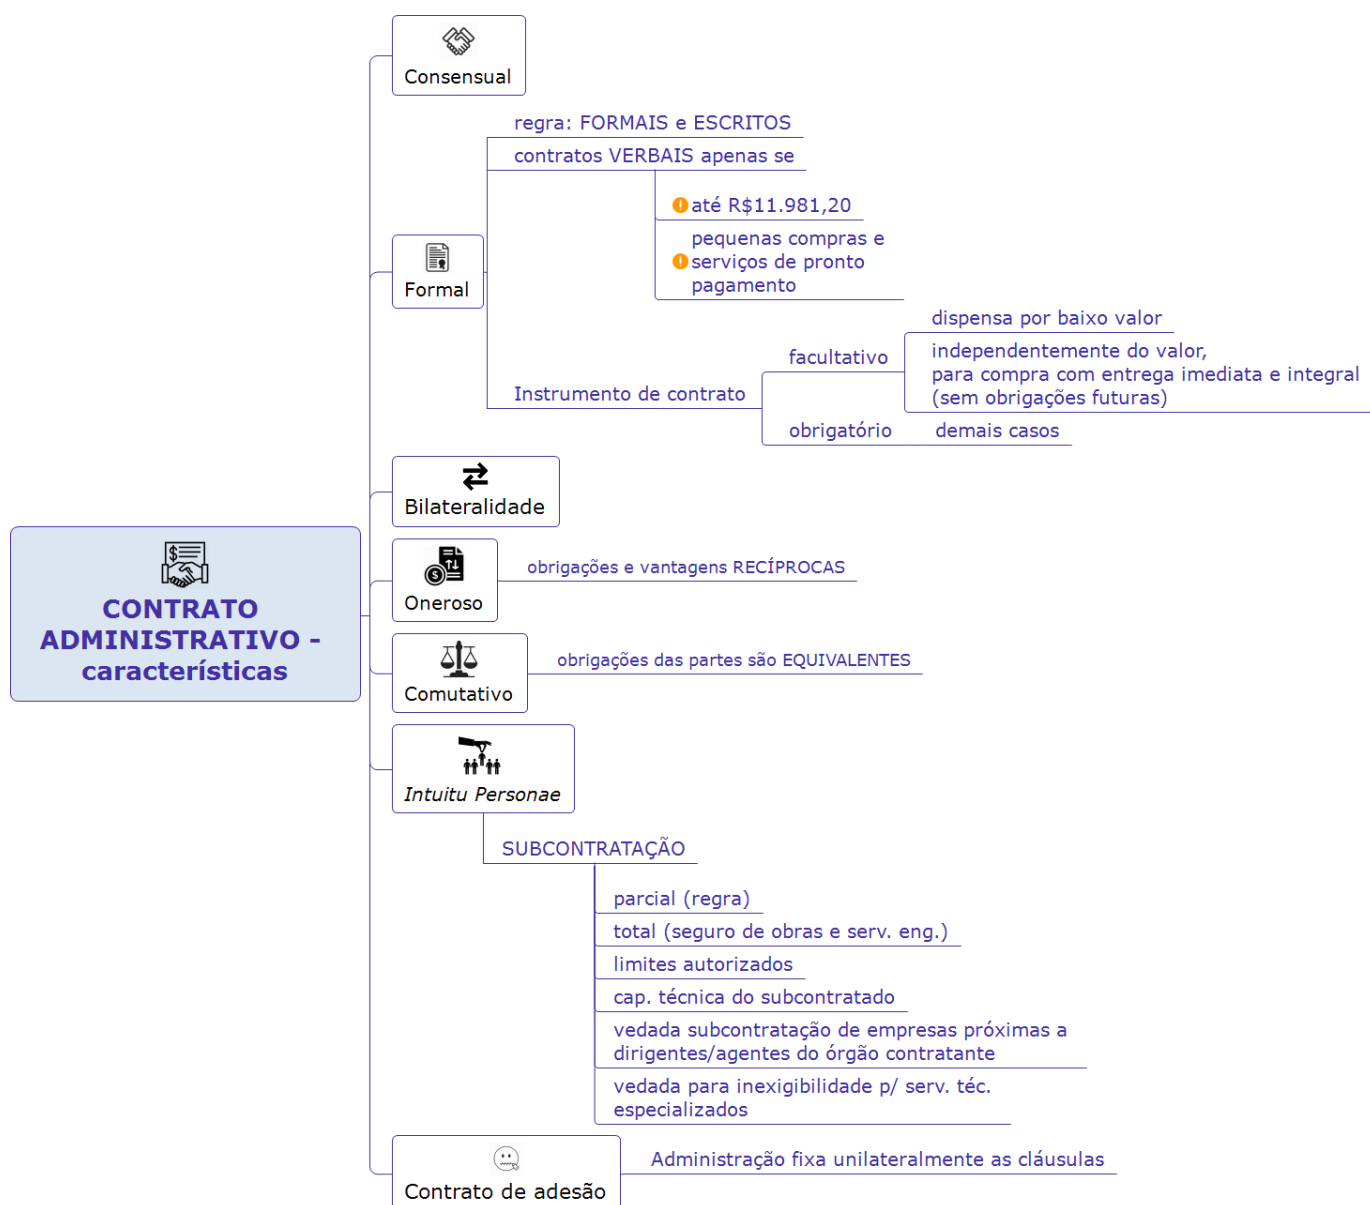 Consensual
regra: FORMAIS e ESCRITOS
contratos VERBAIS apenas se
até R$11.981,20
pequenas compras e
serviços de pronto
pagamento
Formal
dispensa por baixo valor
facultativo
independentemente do valor,
para compra com entrega imediata e integral
(sem obrigações futuras)
Instrumento de contrato
obrigatório
demais casos
Bilateralidade
CONTRATO
ADMINISTRATIVO -
características
Oneroso
obrigações e vantagens RECÍPROCAS
Comutativo
obrigações das partes são EQUIVALENTES
Intuitu Personae
SUBCONTRATAÇÃO
parcial (regra)
total (seguro de obras e serv. eng.)
limites autorizados
cap. técnica do subcontratado
vedada subcontratação de empresas próximas a
dirigentes/agentes do órgão contratante
vedada para inexigibilidade p/ serv. téc.
especializados
Contrato de adesão
Administração fixa unilateralmente as cláusulas